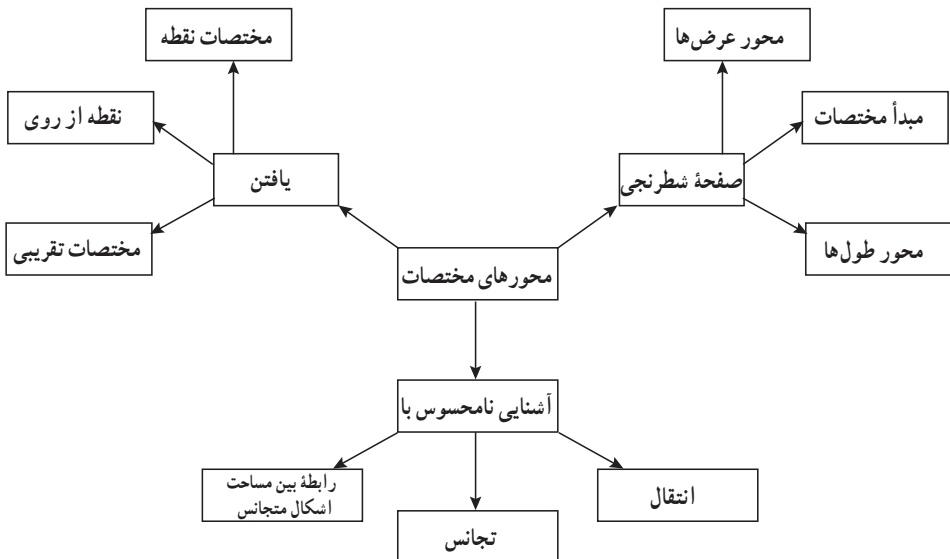 محور عرض‌ها
مختصات نقطه
مبدأ مختصات
نقطه از روی
صفحهٔ شطرنجی
یافتن
محور طول‌ها
مختصات تقریبی
محورهای مختصات
آشنایی نامحسوس با
انتقال
رابطهٔ بین مساحت
اشکال متجانس
تجانس